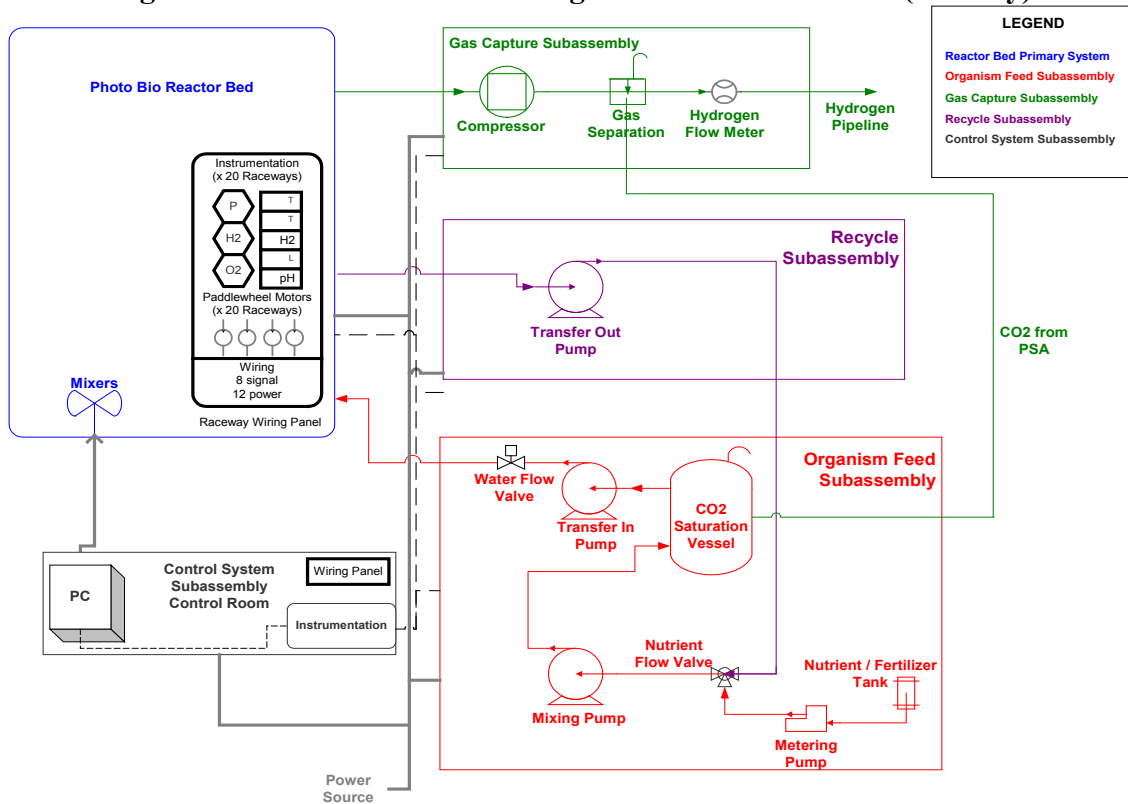 LEGEND
Reactor Bed Primary System
Organism Feed Subassembly
Gas Capture Subassembly
Recycle Subassembly
Control System Subassembly
Photo Bio Reactor Bed
Gas Capture Subassembly
Compressor
Gas
Separation
Hydrogen
Flow Meter
Hydrogen
Pipeline
Instrumentation
(x 20 Raceways)
P
H2
O2
T
T
H2
L
pH
Paddlewheel Motors
(x 20 Raceways)
Wiring
8 signal
12 power
Raceway Wiring Panel
Mixers
Recycle
Subassembly
Transfer Out
Pump
CO2 from
PSA
Organism Feed
Subassembly
Water Flow
Valve
Transfer In
Pump
CO2
Saturation
Vessel
Nutrient
Flow Valve
Mixing Pump
Nutrient / Fertilizer
Tank
Metering
Pump
Control System
Subassembly
Control Room
Wiring Panel
PC
Instrumentation
Power
Source